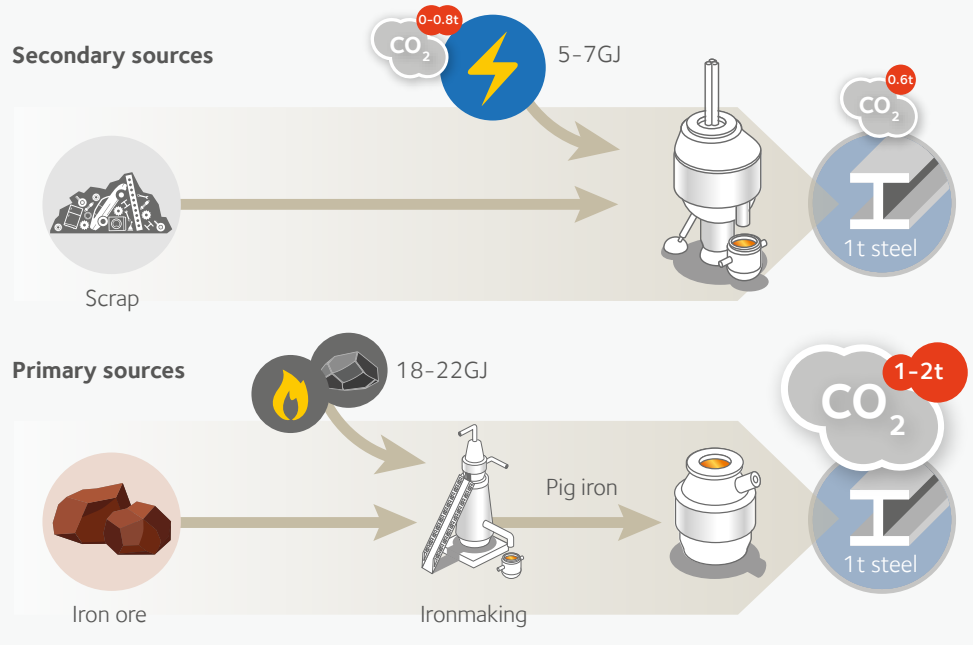 Secondary sources
CO2
0-0.8t
5-7GJ
CO2
0.6t
1t steel
Scrap
Primary sources
18-22GJ
CO2
1-2t
Pig iron
1t steel
Iron ore
Ironmaking